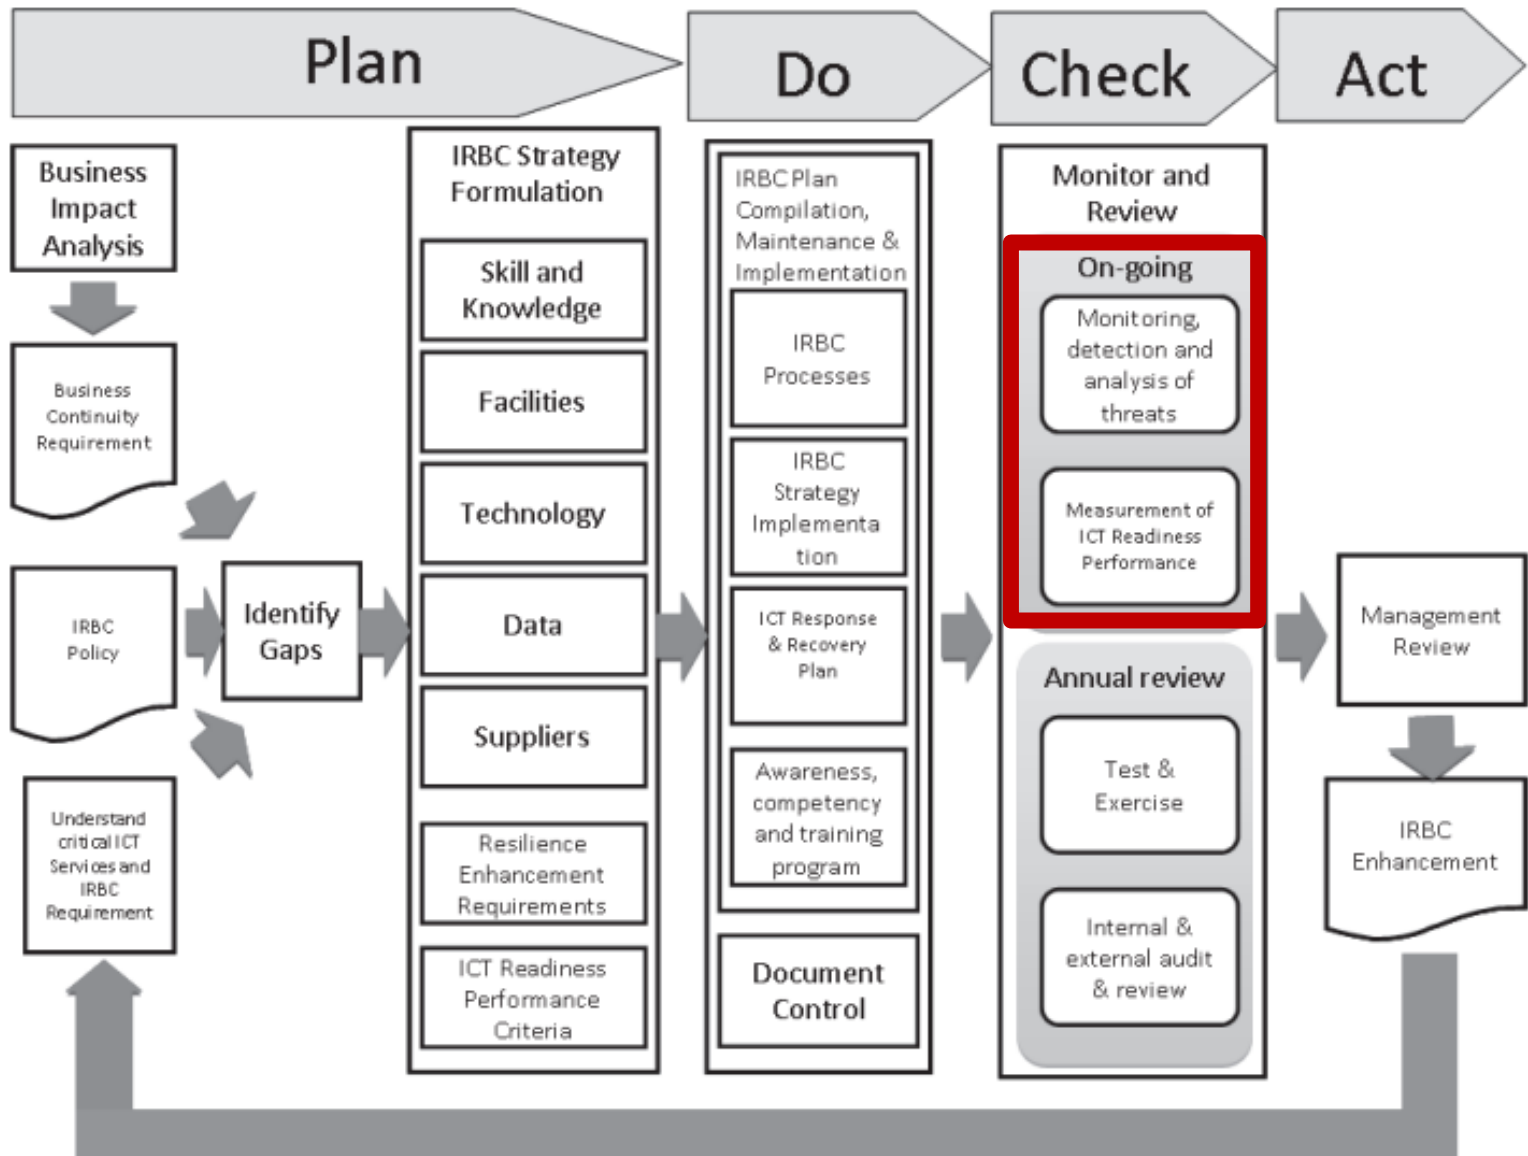 Plan
Do
Check
Act
Business
Impact
Analysis
Business
Continuity
Requirement
IRBC
Policy
Understand
critical ICT
Services and
IRBC
Requirement
Identify
Gaps
IRBC Strategy
Formulation
Skill and
Knowledge
Facilities
Technology
Data
Suppliers
Resilience
Enhancement
Requirements
ICT Readiness
Performance
Criteria
IRBC Plan
Compilation,
Maintenance &
Implementation
IRBC
Processes
IRBC
Strategy
Implementa
tion
ICT Response
& Recovery
Plan
Awareness,
competency
and training
program
Document
Control
Monitor and
Review
On-going
Monitoring,
detection and
analysis of
threats
Measurement of
ICT Readiness
Performance
Annual review
Test &
Exercise
Internal &
external audit
& review
Management
Review
IRBC
Enhancement